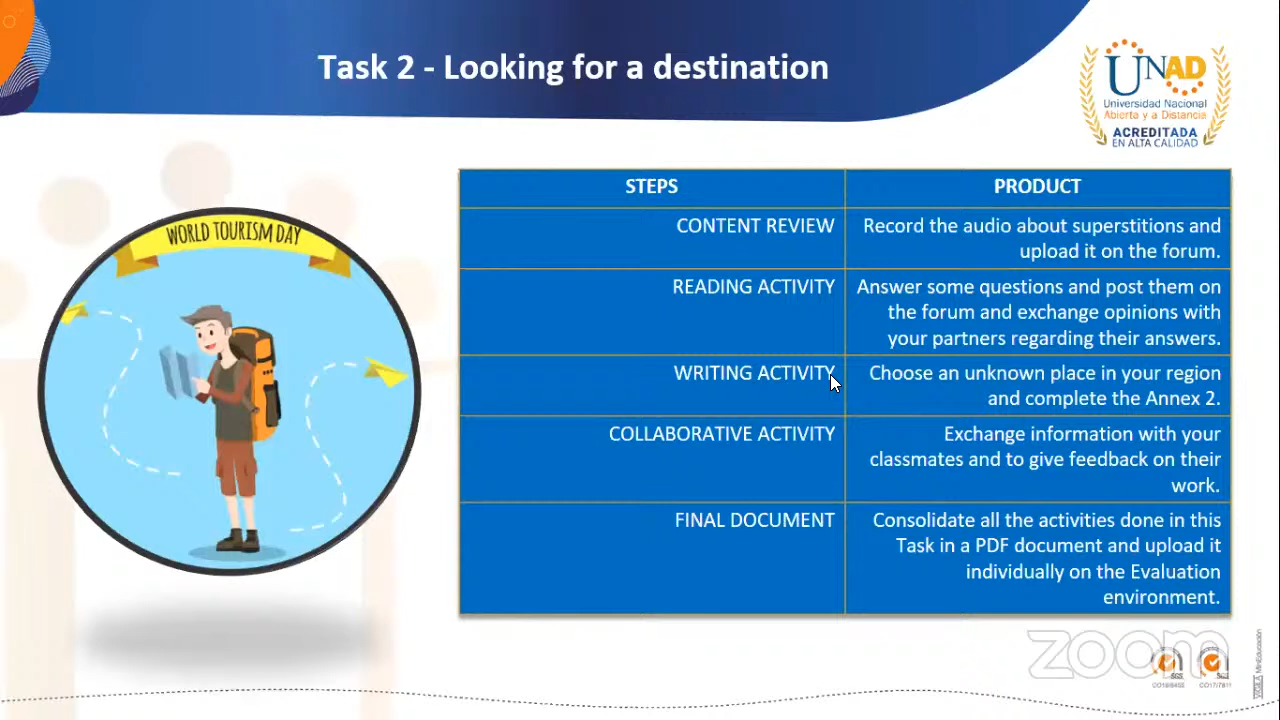 Task 2 - Looking for a destination
UNAD
Universidad Nacional
Abierta y a Distancia
ACREDITADA
EN ALTA CALIDAD
WORLD TOURISM DAY
STEPS
PRODUCT
CONTENT REVIEW
Record the audio about superstitions and
upload it on the forum.
READING ACTIVITY
Answer some questions and post them on
the forum and exchange opinions with
your partners regarding their answers.
WRITING ACTIVITY
Choose an unknown place in your region
and complete the Annex 2.
COLLABORATIVE ACTIVITY
Exchange information with your
classmates and to give feedback on their
work.
FINAL DOCUMENT
Consolidate all the activities done in this
Task in a PDF document and upload it
individually on the Evaluation
environment.
zoom
SGS
SGS
MinEducación